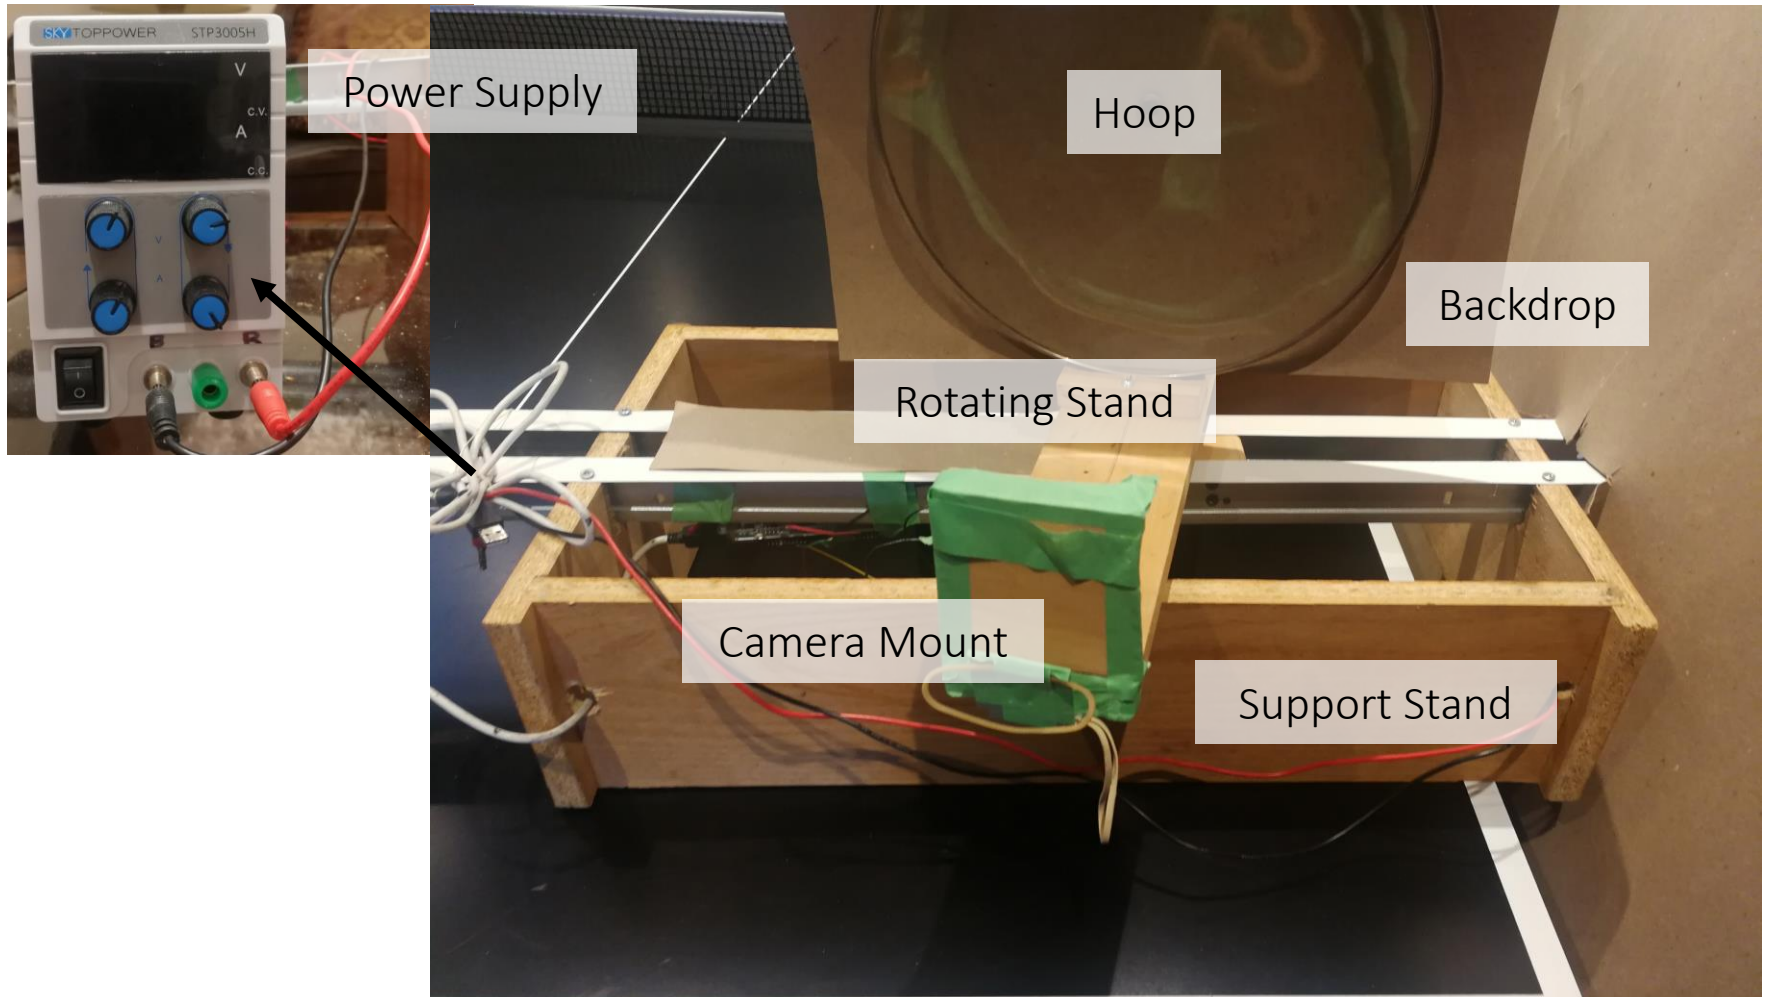 SKYTOPPOWER STP3005H
V
C.V.
A
C.C.
V
A
B R
Power Supply
Hoop
Backdrop
Rotating Stand
Camera Mount
Support Stand